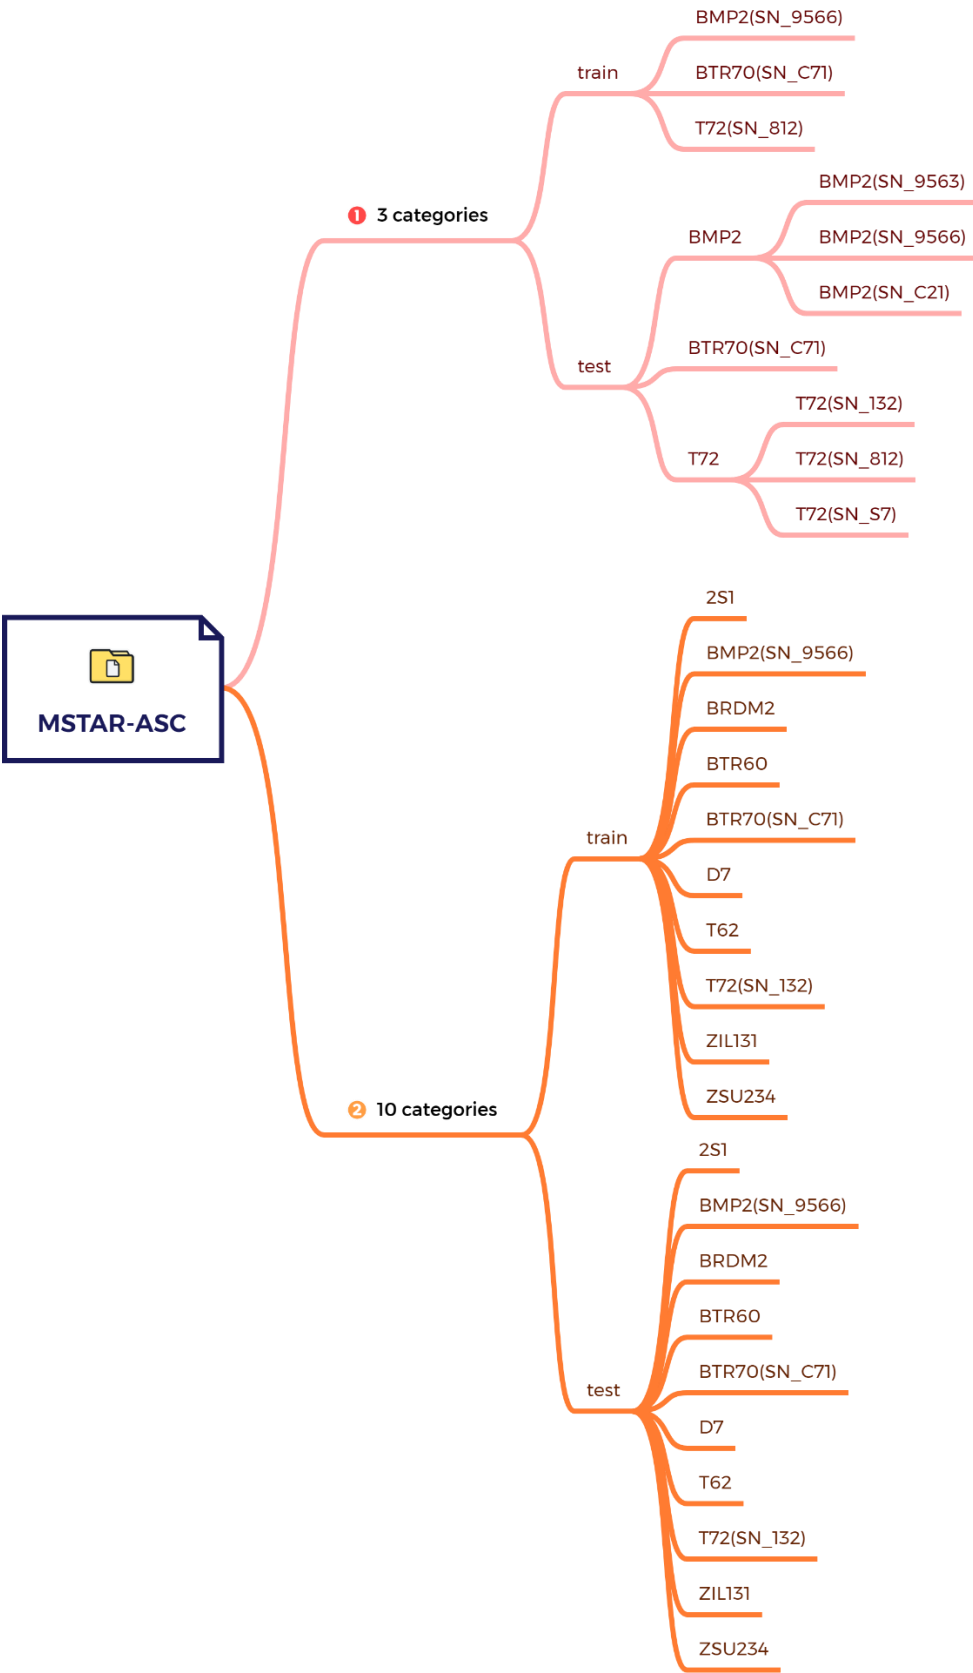 BMP2(SN_9566)
train
BTR70(SN_C71)
T72(SN_812)
1 3 categories
BMP2(SN_9563)
BMP2
BMP2(SN_9566)
BMP2(SN_C21)
test
BTR70(SN_C71)
T72(SN_132)
T72
T72(SN_812)
T72(SN_S7)
MSTAR-ASC
2S1
BMP2(SN_9566)
BRDM2
BTR60
train
BTR70(SN_C71)
D7
T62
T72(SN_132)
ZIL131
ZSU234
2 10 categories
2S1
BMP2(SN_9566)
BRDM2
BTR60
test
BTR70(SN_C71)
D7
T62
T72(SN_132)
ZIL131
ZSU234